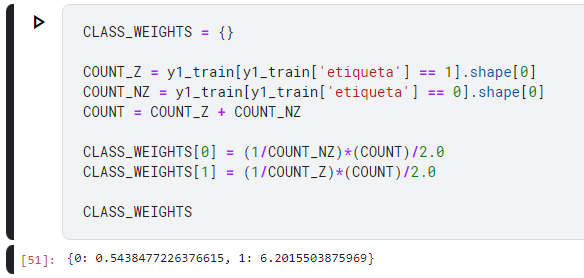 CLASS_WEIGHTS = {}
COUNT_Z = y1_train[y1_train['etiqueta'] == 1].shape[0]
COUNT_NZ = y1_train[y1_train['etiqueta'] == 0].shape[0]
COUNT = COUNT_Z + COUNT_NZ
CLASS_WEIGHTS[0] = (1/COUNT_NZ)*(COUNT)/2.0
CLASS_WEIGHTS[1] = (1/COUNT_Z)*(COUNT)/2.0
CLASS_WEIGHTS
[51]: {0: 0.5438477226376615, 1: 6.2015503875969}